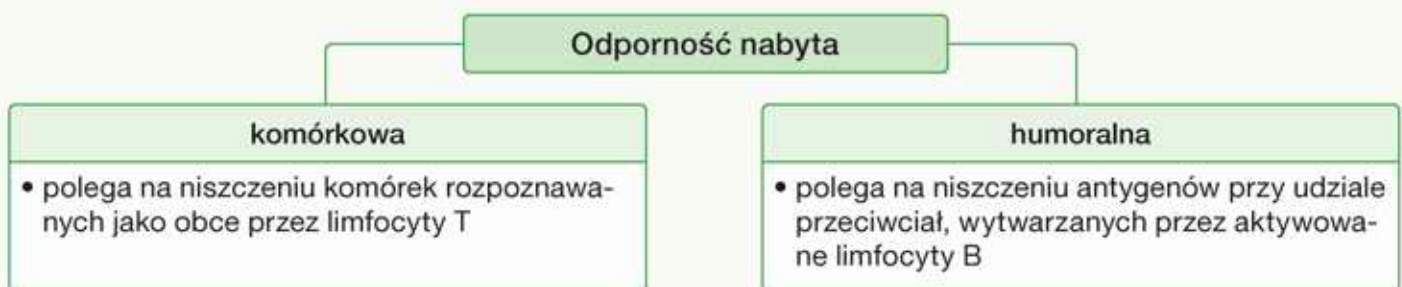 Odporność nabyta
komórkowa
• polega na niszczeniu komórek rozpoznawa-
nych jako obce przez limfocyty T
humoralna
• polega na niszczeniu antygenów przy udziale
przeciwciał, wytwarzanych przez aktywowa-
ne limfocyty B